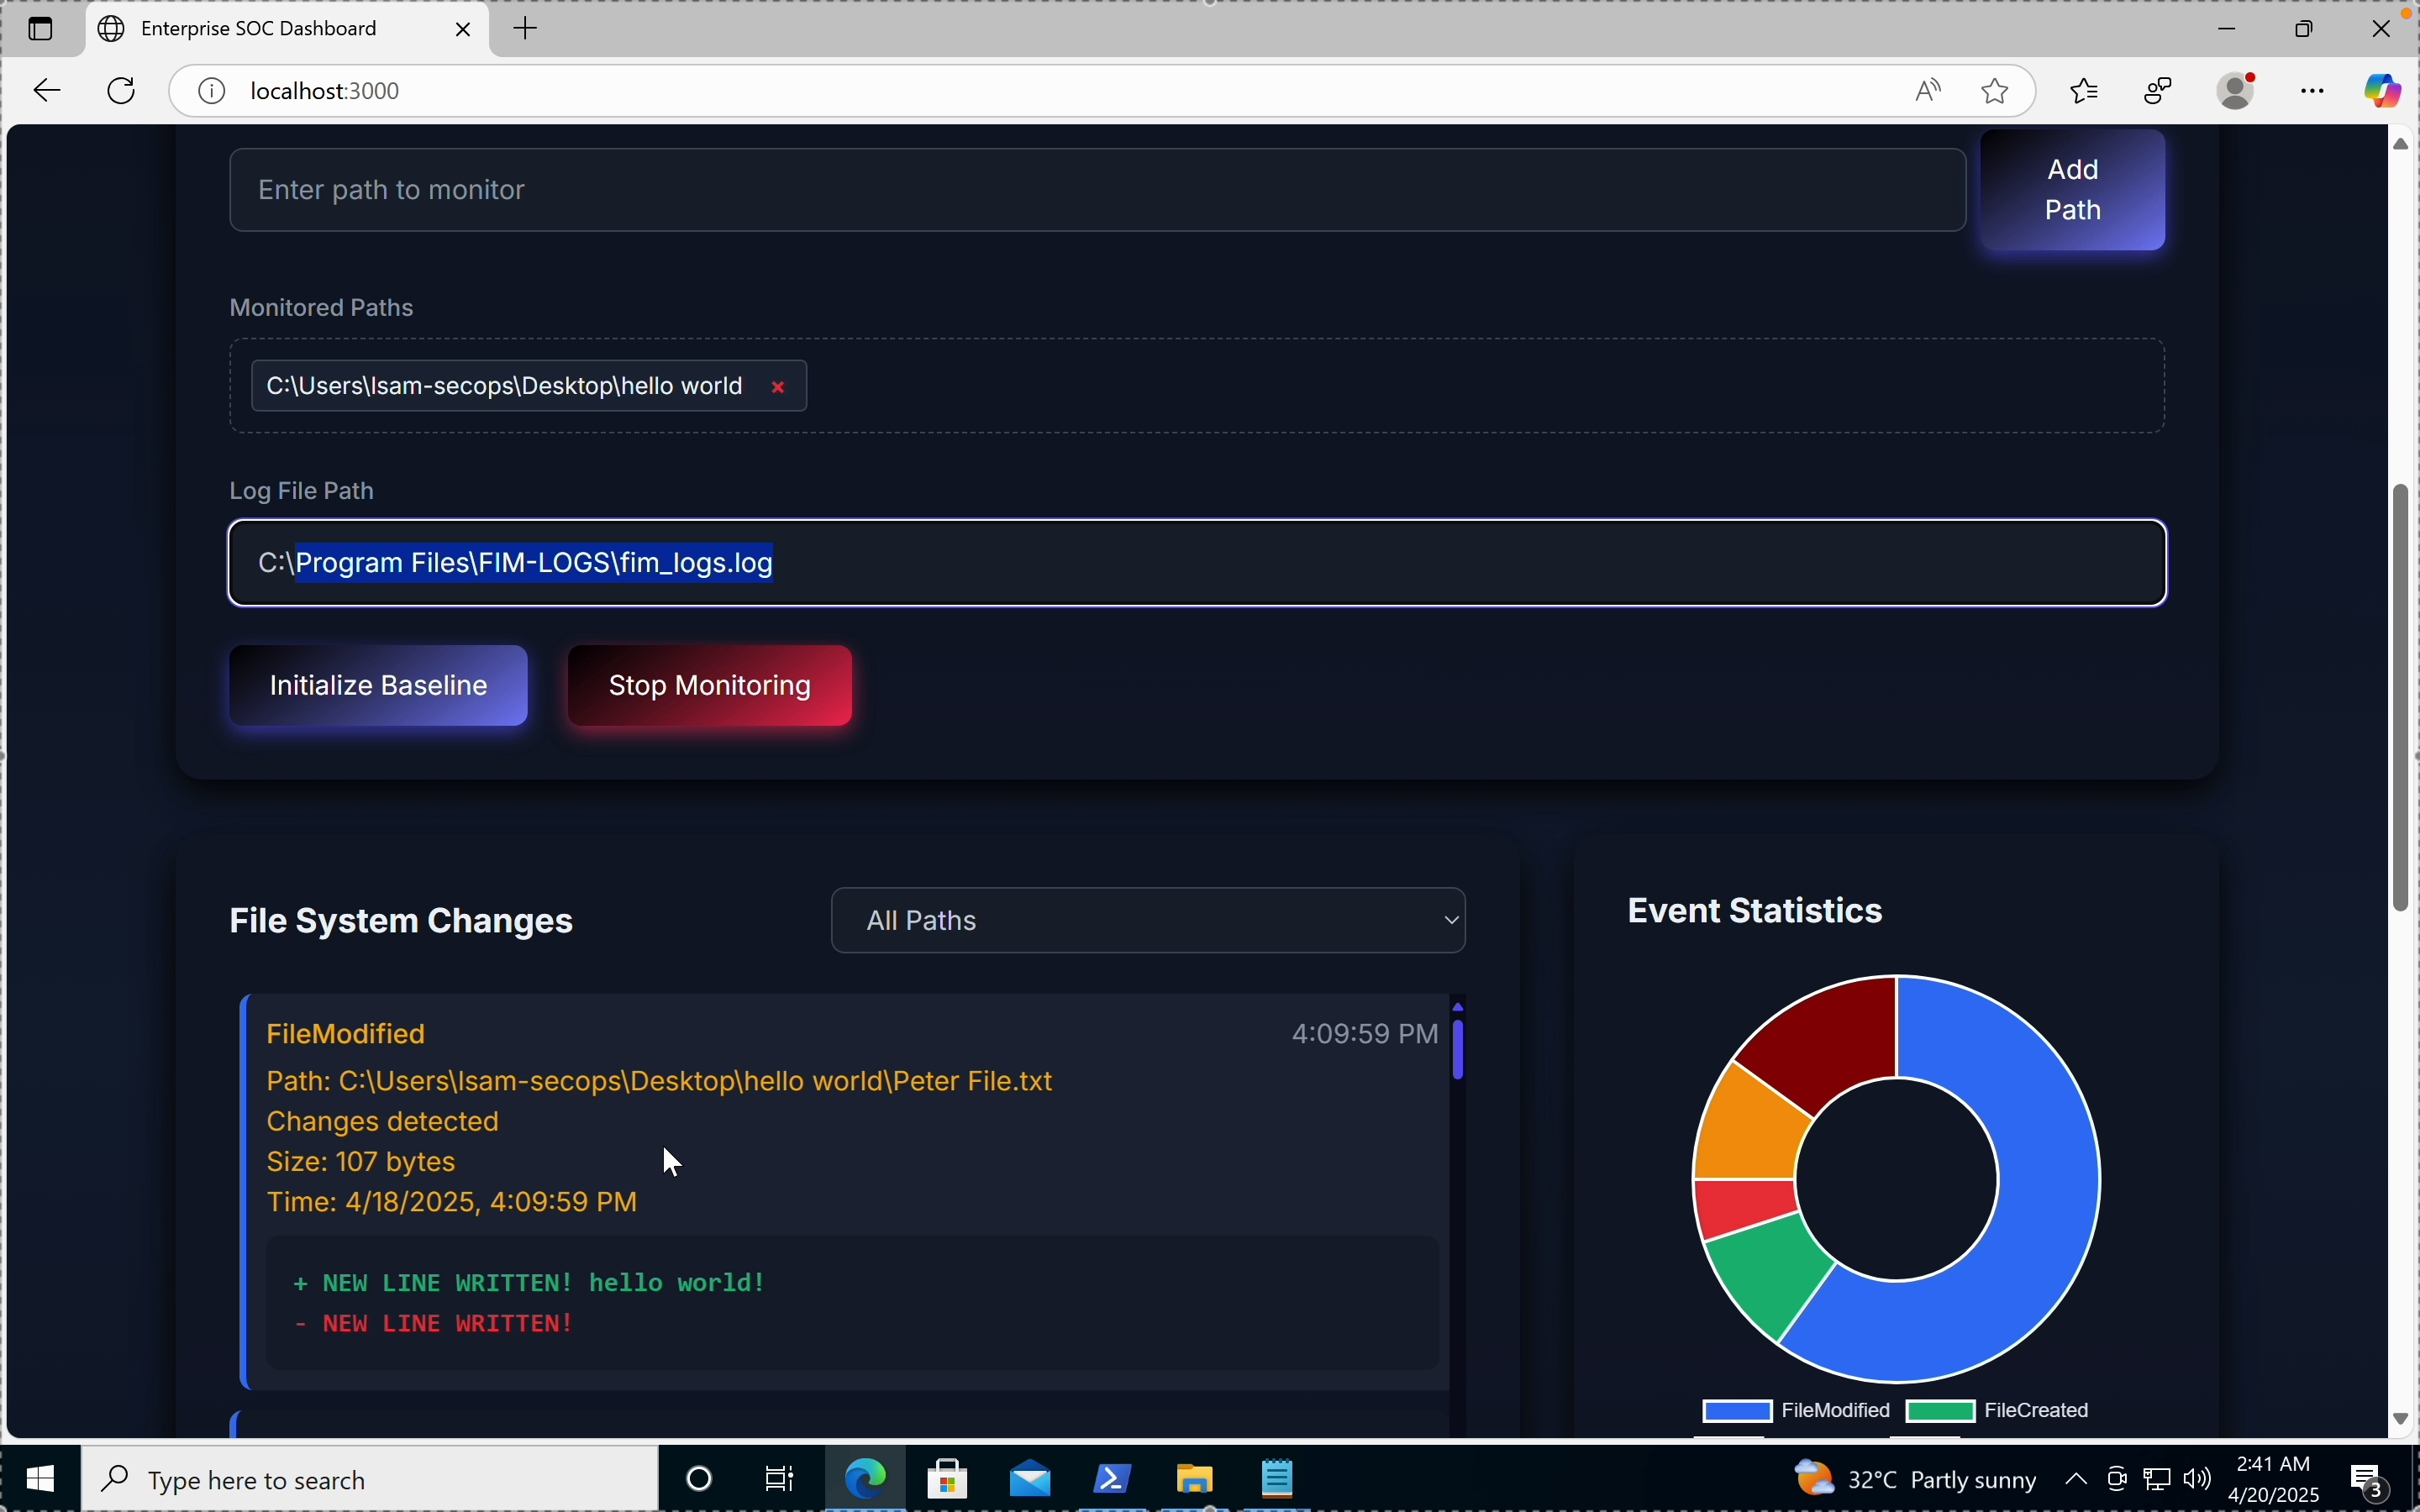 Enterprise SOC Dashboard
localhost:3000
Enter path to monitor
Add
Path
Monitored Paths
C:\Users\Isam-secops\Desktop\hello world ×
Log File Path
C:\Program Files\FIM-LOGS\fim_logs.log
Initialize Baseline
Stop Monitoring
File System Changes
All Paths
FileModified
4:09:59 PM
Path: C:\Users\Isam-secops\Desktop\hello world\Peter File.txt
Changes detected
Size: 107 bytes
Time: 4/18/2025, 4:09:59 PM
+ NEW LINE WRITTEN! hello world!
- NEW LINE WRITTEN!
Event Statistics
FileModified
FileCreated
Type here to search
32°C Partly sunny
2:41 AM
4/20/2025
3